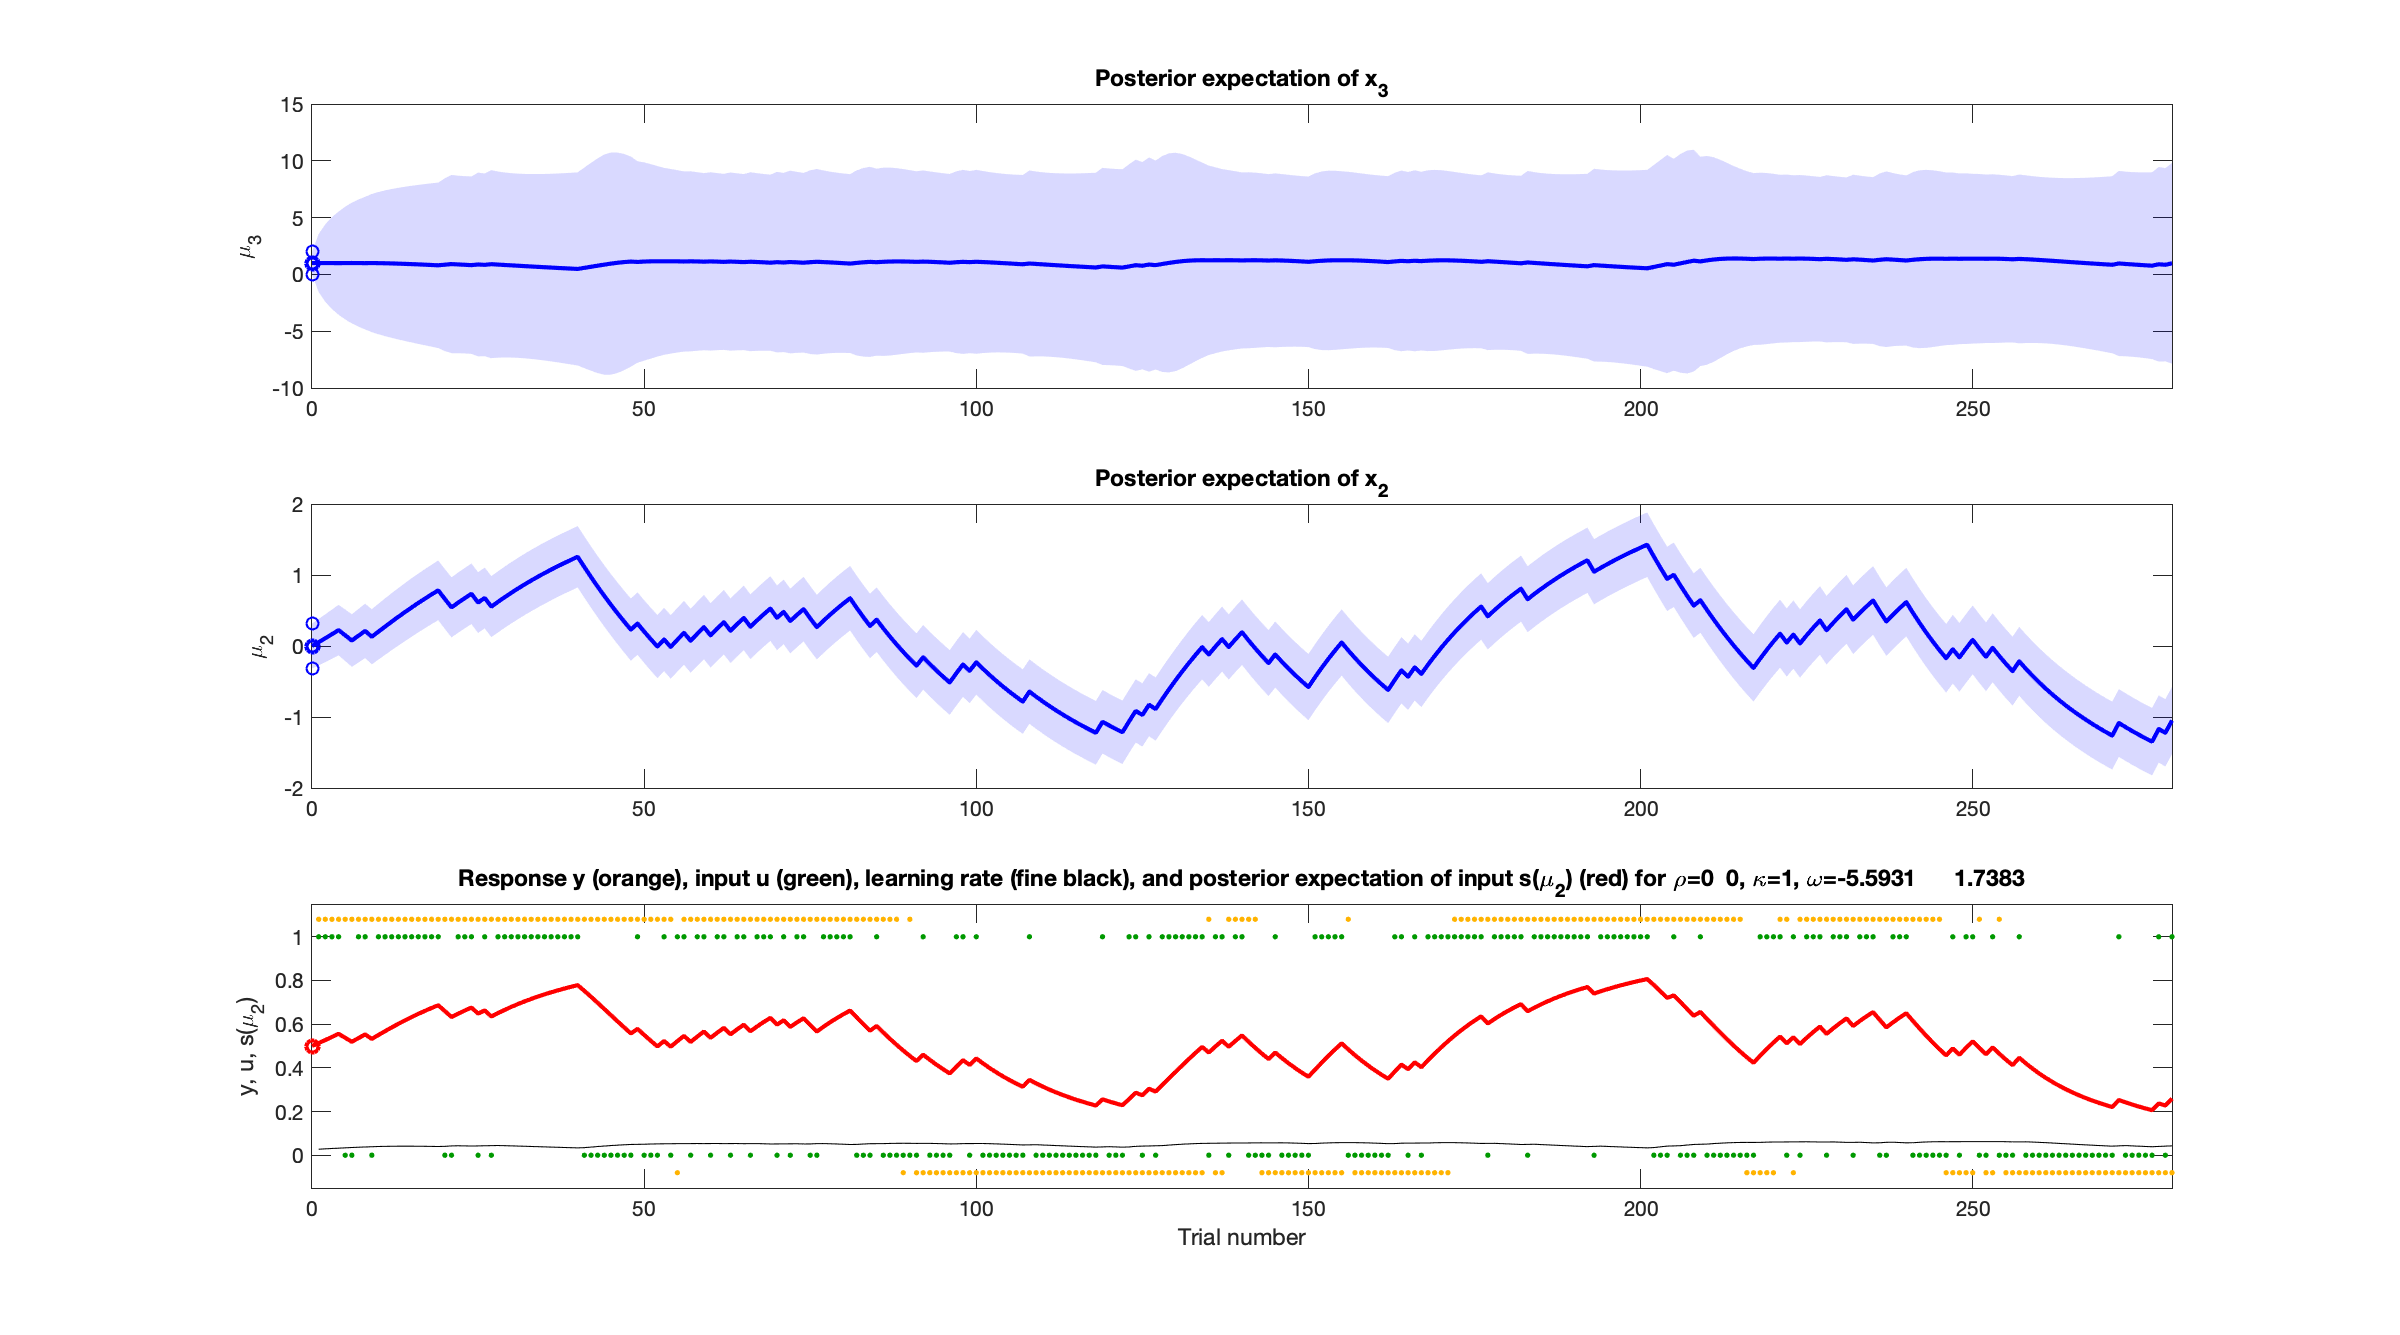 Posterior expectation of x3
15
10
5
0
-5
-10
μ3
0 50 100 150 200 250
Posterior expectation of x2
2
1
0
-1
-2
μ2
0 50 100 150 200 250
Response y (orange), input u (green), learning rate (fine black), and posterior expectation of input s(μ2) (red) for ρ=0 0, κ=1, ω=-5.5931 1.7383
1
0.8
0.6
0.4
0.2
0
y, u, s(μ2)
0 50 100 150 200 250
Trial number